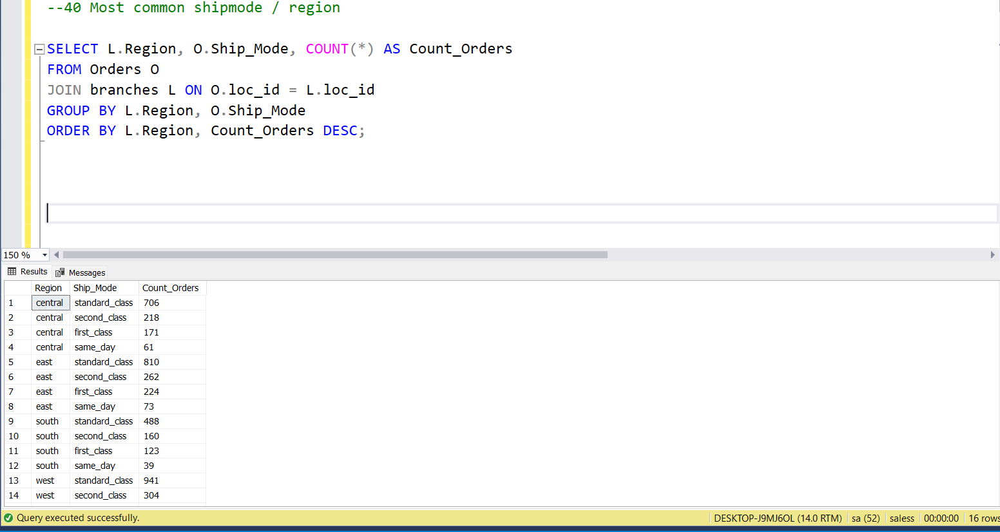 --40 Most common shipmode / region
SELECT L.Region, O.Ship_Mode, COUNT(*) AS Count_Orders
FROM Orders O
JOIN branches L ON O.loc_id = L.loc_id
GROUP BY L.Region, O.Ship_Mode
ORDER BY L.Region, Count_Orders DESC;
150 %
Results Messages
Region Ship_Mode Count_Orders
1 central standard_class 706
2 central second_class 218
3 central first_class 171
4 central same_day 61
5 east standard_class 810
6 east second_class 262
7 east first_class 224
8 east same_day 73
9 south standard_class 488
10 south second_class 160
11 south first_class 123
12 south same_day 39
13 west standard_class 941
14 west second_class 304
Query executed successfully. DESKTOP-J9MJ6OL (14.0 RTM) sa (52) saless 00:00:00 16 rows